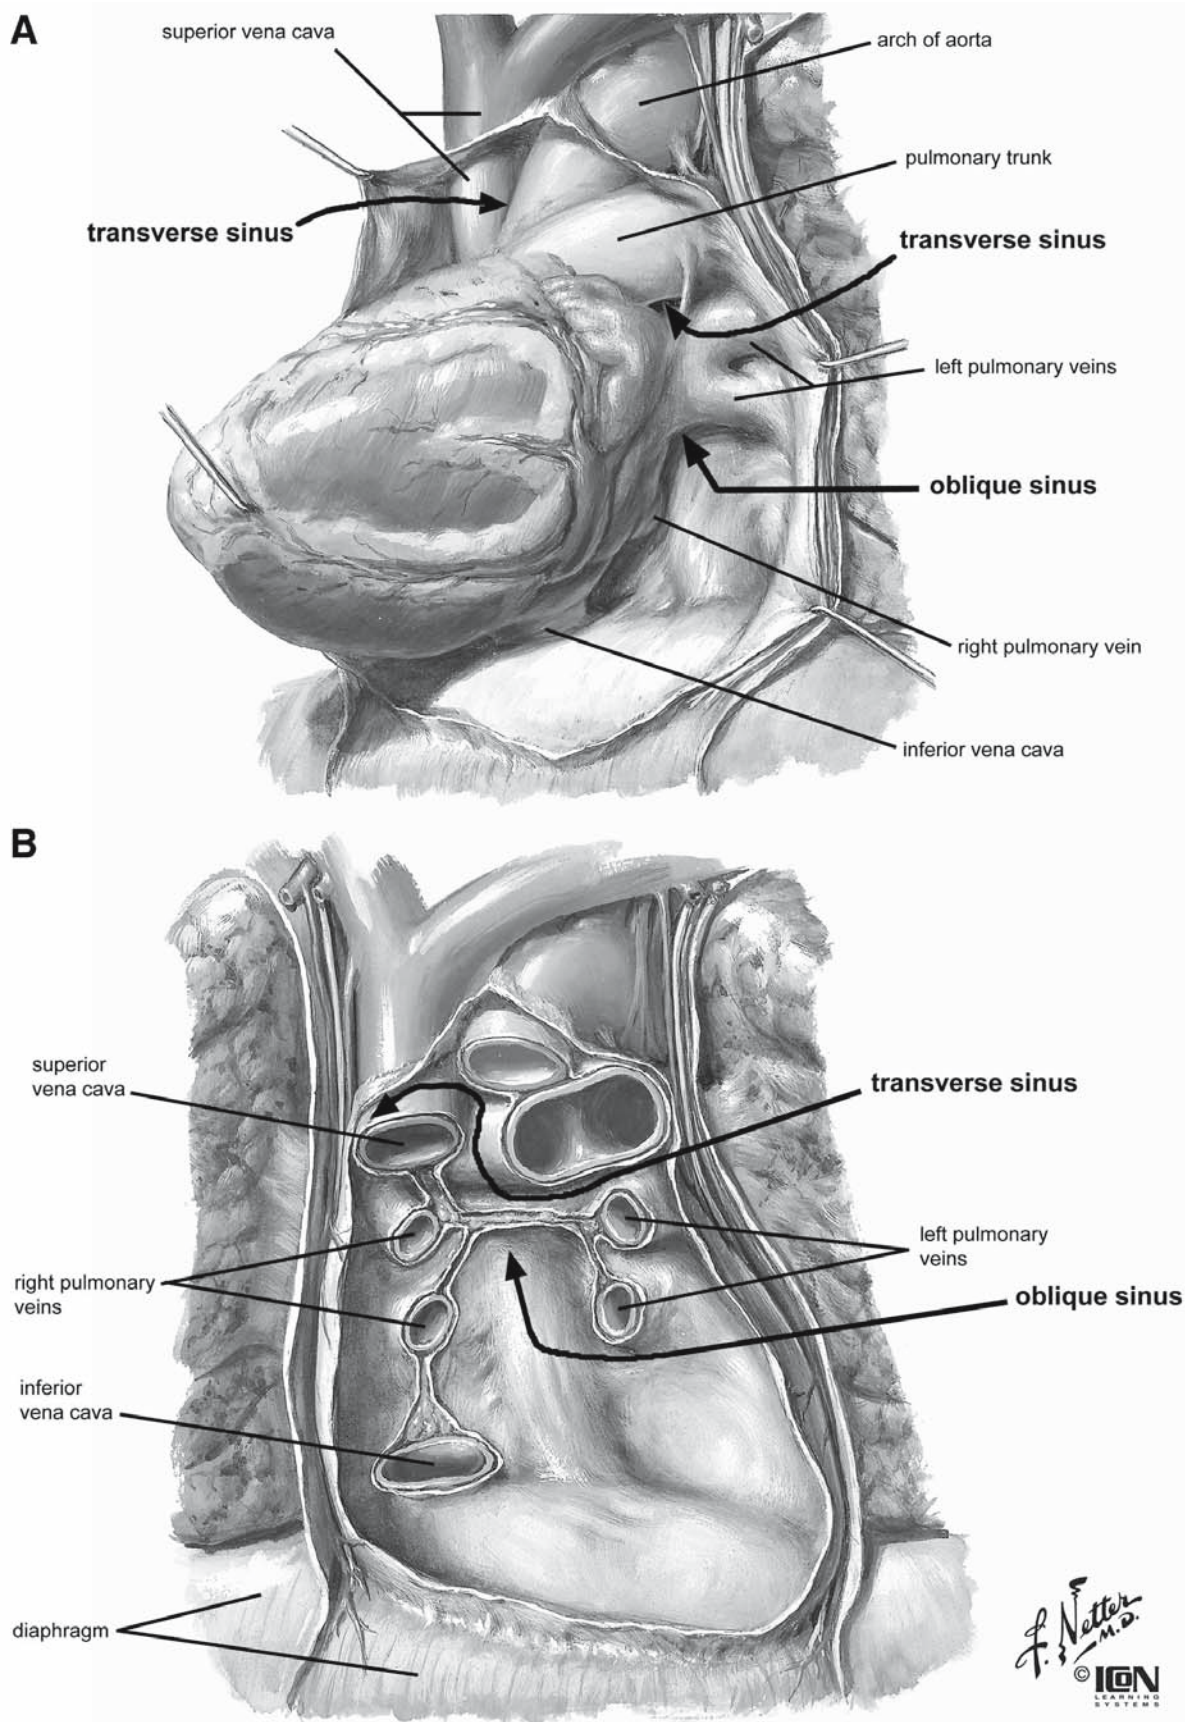 A
superior vena cava
arch of aorta
pulmonary trunk
transverse sinus
transverse sinus
left pulmonary veins
oblique sinus
right pulmonary vein
inferior vena cava
B
superior
vena cava
transverse sinus
left pulmonary
veins
right pulmonary
veins
oblique sinus
inferior
vena cava
diaphragm
F. Netter
M.D.
© ICON
LEARNING
SYSTEMS